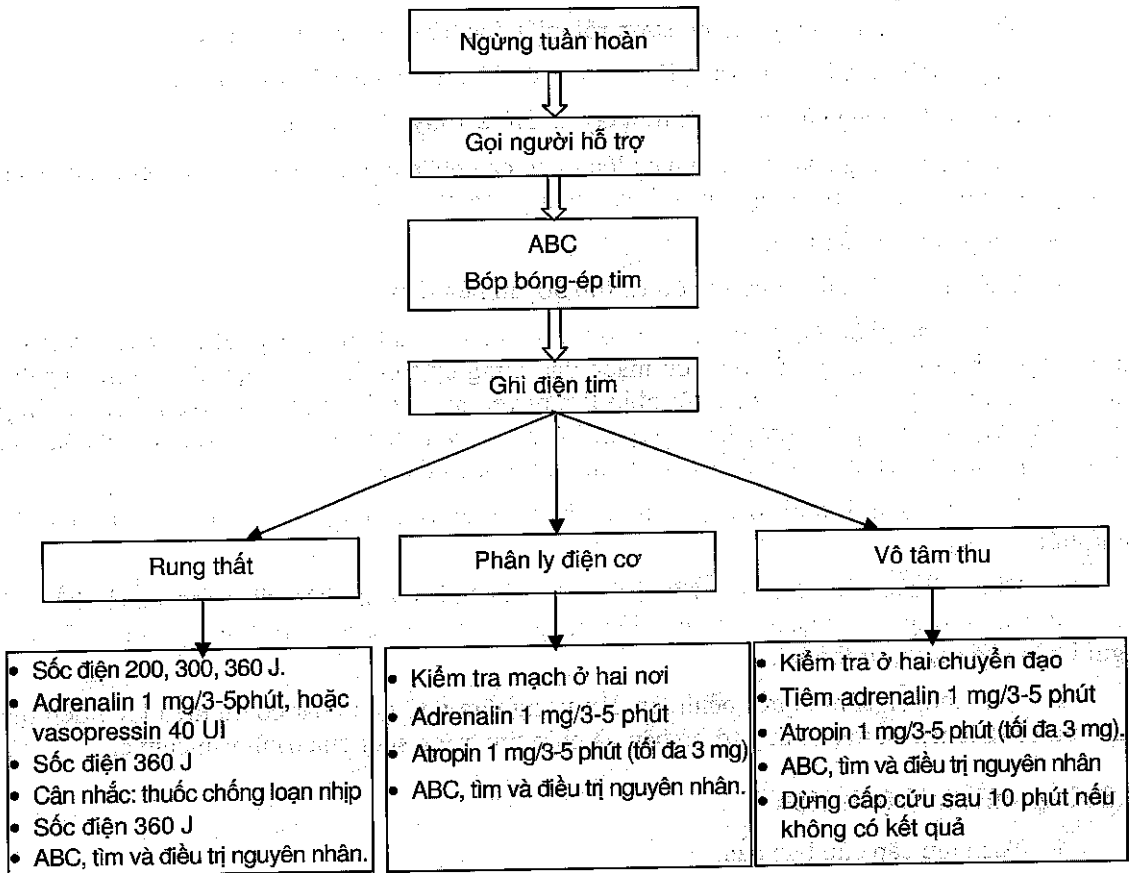 Ngừng tuần hoàn
Gọi người hỗ trợ
ABC
Bóp bóng-ép tim
Ghi điện tim
Rung thất
Phân ly điện cơ
Vô tâm thu
• Sốc điện 200, 300, 360 J.
• Adrenalin 1 mg/3-5phút, hoặc
vasopressin 40 UI
• Sốc điện 360 J
• Cân nhắc: thuốc chống loạn nhịp
• Sốc điện 360 J
• ABC, tìm và điều trị nguyên nhân.
• Kiểm tra mạch ở hai nơi
• Adrenalin 1 mg/3-5 phút
• Atropin 1 mg/3-5 phút (tối đa 3 mg)
• ABC, tìm và điều trị nguyên nhân.
• Kiểm tra ở hai chuyển đạo
• Tiêm adrenalin 1 mg/3-5 phút
• Atropin 1 mg/3-5 phút (tối đa 3 mg).
• ABC, tìm và điều trị nguyên nhân
• Dừng cấp cứu sau 10 phút nếu
không có kết quả